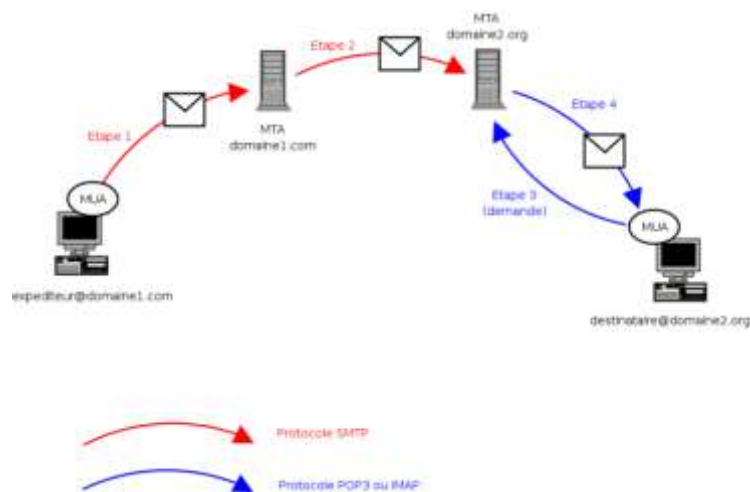 MTA
domaine2.org
Etape 2
Etape 1
MTA
domaine1.com
Etape 4
Etape 3
(demande)
MUA
MUA
expediteur@domaine1.com
destinataire@domaine2.org
Protocole SMTP
Protocole POP3 ou IMAP